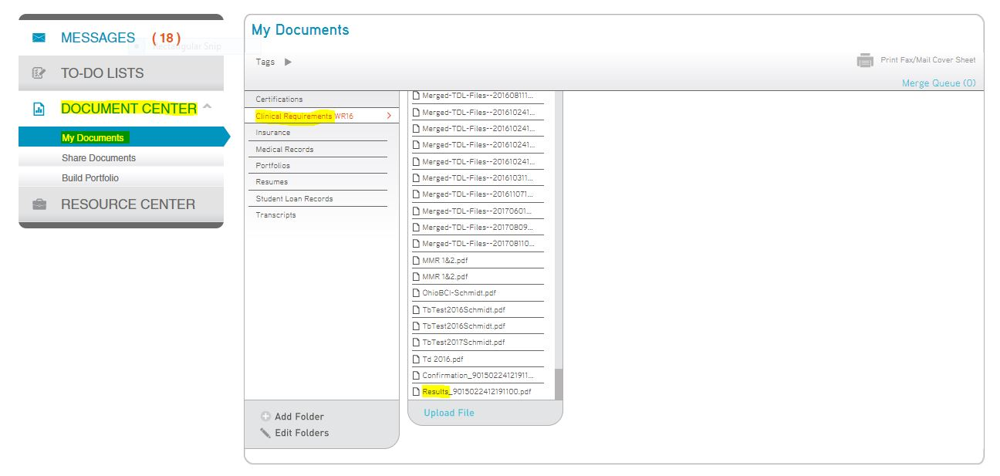 MESSAGES ( 18 )
Rectangular Snip
TO-DO LISTS
DOCUMENT CENTER
My Documents
Share Documents
Build Portfolio
RESOURCE CENTER
My Documents
Tags
Print Fax/Mail Cover Sheet
Merge Queue (0)
Certifications
Clinical Requirements WR16
Insurance
Medical Records
Portfolios
Resumes
Student Loan Records
Transcripts
Add Folder
Edit Folders
Merged-TDL-Files--201608111...
Merged-TDL-Files--201610241...
Merged-TDL-Files--201610241...
Merged-TDL-Files--201610241...
Merged-TDL-Files--201610241...
Merged-TDL-Files--201610311...
Merged-TDL-Files--201611071...
Merged-TDL-Files--20170601...
Merged-TDL-Files--20170809...
Merged-TDL-Files--201708110...
MMR 1&2.pdf
MMR 1&2.pdf
OhioBCI-Schmidt.pdf
TbTest2016Schmidt.pdf
TbTest2016Schmidt.pdf
TbTest2017Schmidt.pdf
Td 2016.pdf
Confirmation_90150224121911...
Results_9015022412191100.pdf
Upload File